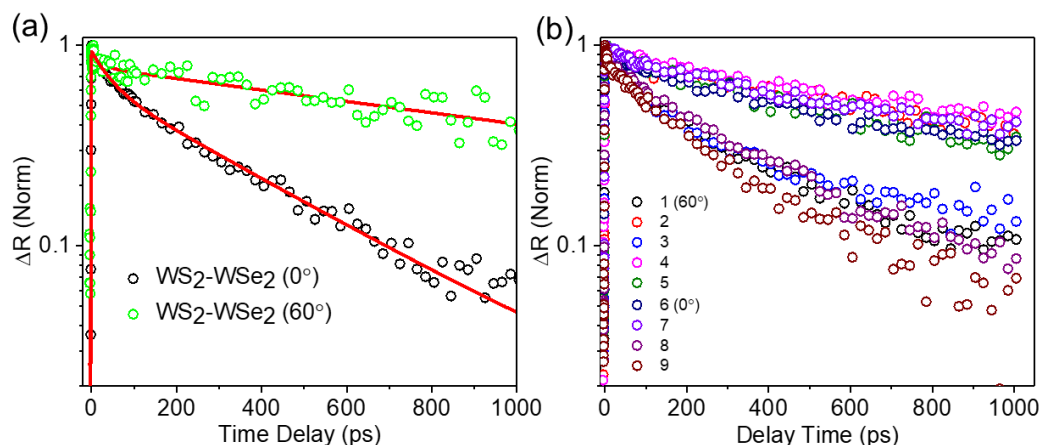 (a)
1
0.1
ΔR (Norm)
WS2-WSe2 (0°)
WS2-WSe2 (60°)
0 200 400 600 800 1000
Time Delay (ps)
(b)
1
0.1
ΔR (Norm)
1 (60°)
2
3
4
5
6 (0°)
7
8
9
0 200 400 600 800 1000
Delay Time (ps)